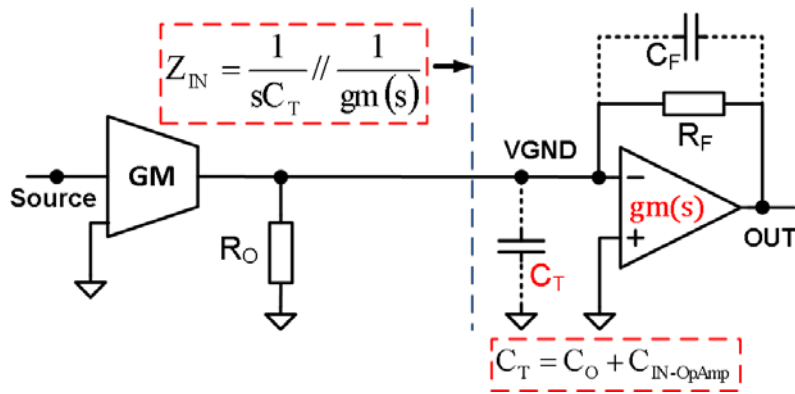 Z_IN = 1/sC_T // 1/gm(s)
C_F
R_F
VGND
GM
Source
gm(s)
OUT
R_O
C_T
−
+
C_T = C_O + C_IN-OpAmp